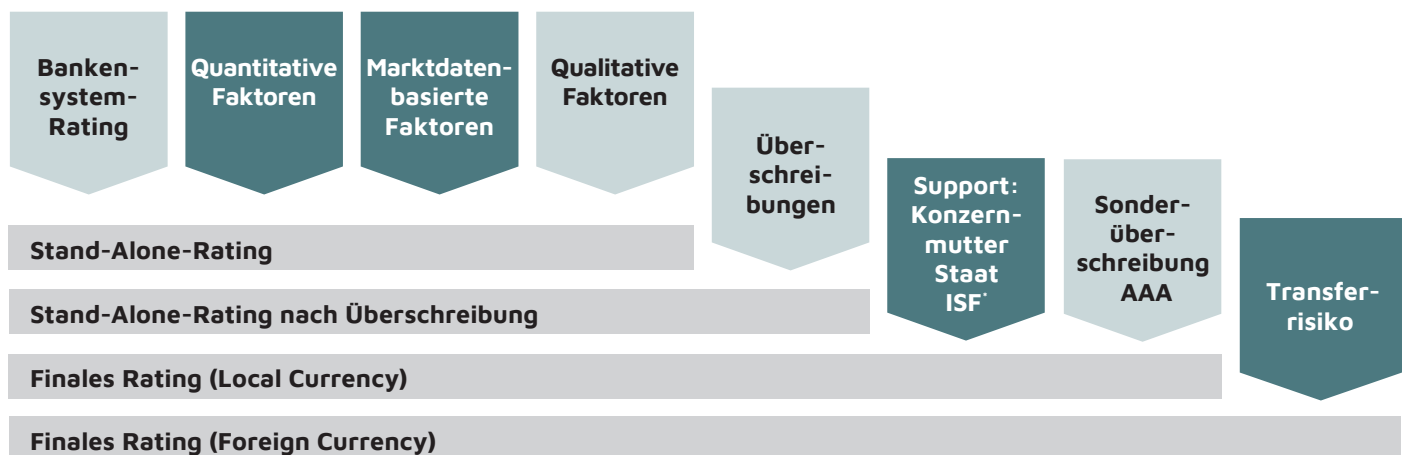 Banken-
system-
Rating
Quantitative
Faktoren
Marktdaten-
basierte
Faktoren
Qualitative
Faktoren
Über-
schrei-
bungen
Support:
Konzern-
mutter
Staat
ISF*
Sonder-
über-
schreibung
AAA
Transfer-
risiko
Stand-Alone-Rating
Stand-Alone-Rating nach Überschreibung
Finales Rating (Local Currency)
Finales Rating (Foreign Currency)